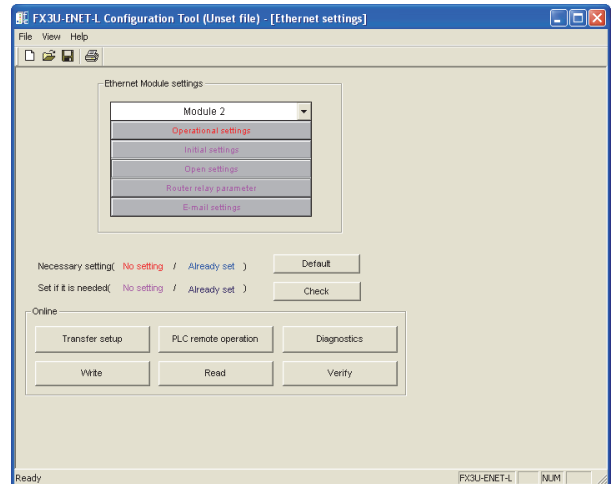 FX3U-ENET-L Configuration Tool (Unset file) - [Ethernet settings]
File View Help
Ethernet Module settings
Module 2
Operational settings
Initial settings
Open settings
Router relay parameter
E-mail settings
Necessary setting( No setting / Already set ) Default
Set if it is needed( No setting / Already set ) Check
Online
Transfer setup PLC remote operation Diagnostics
Write Read Verify
Ready FX3U-ENET-L NUM